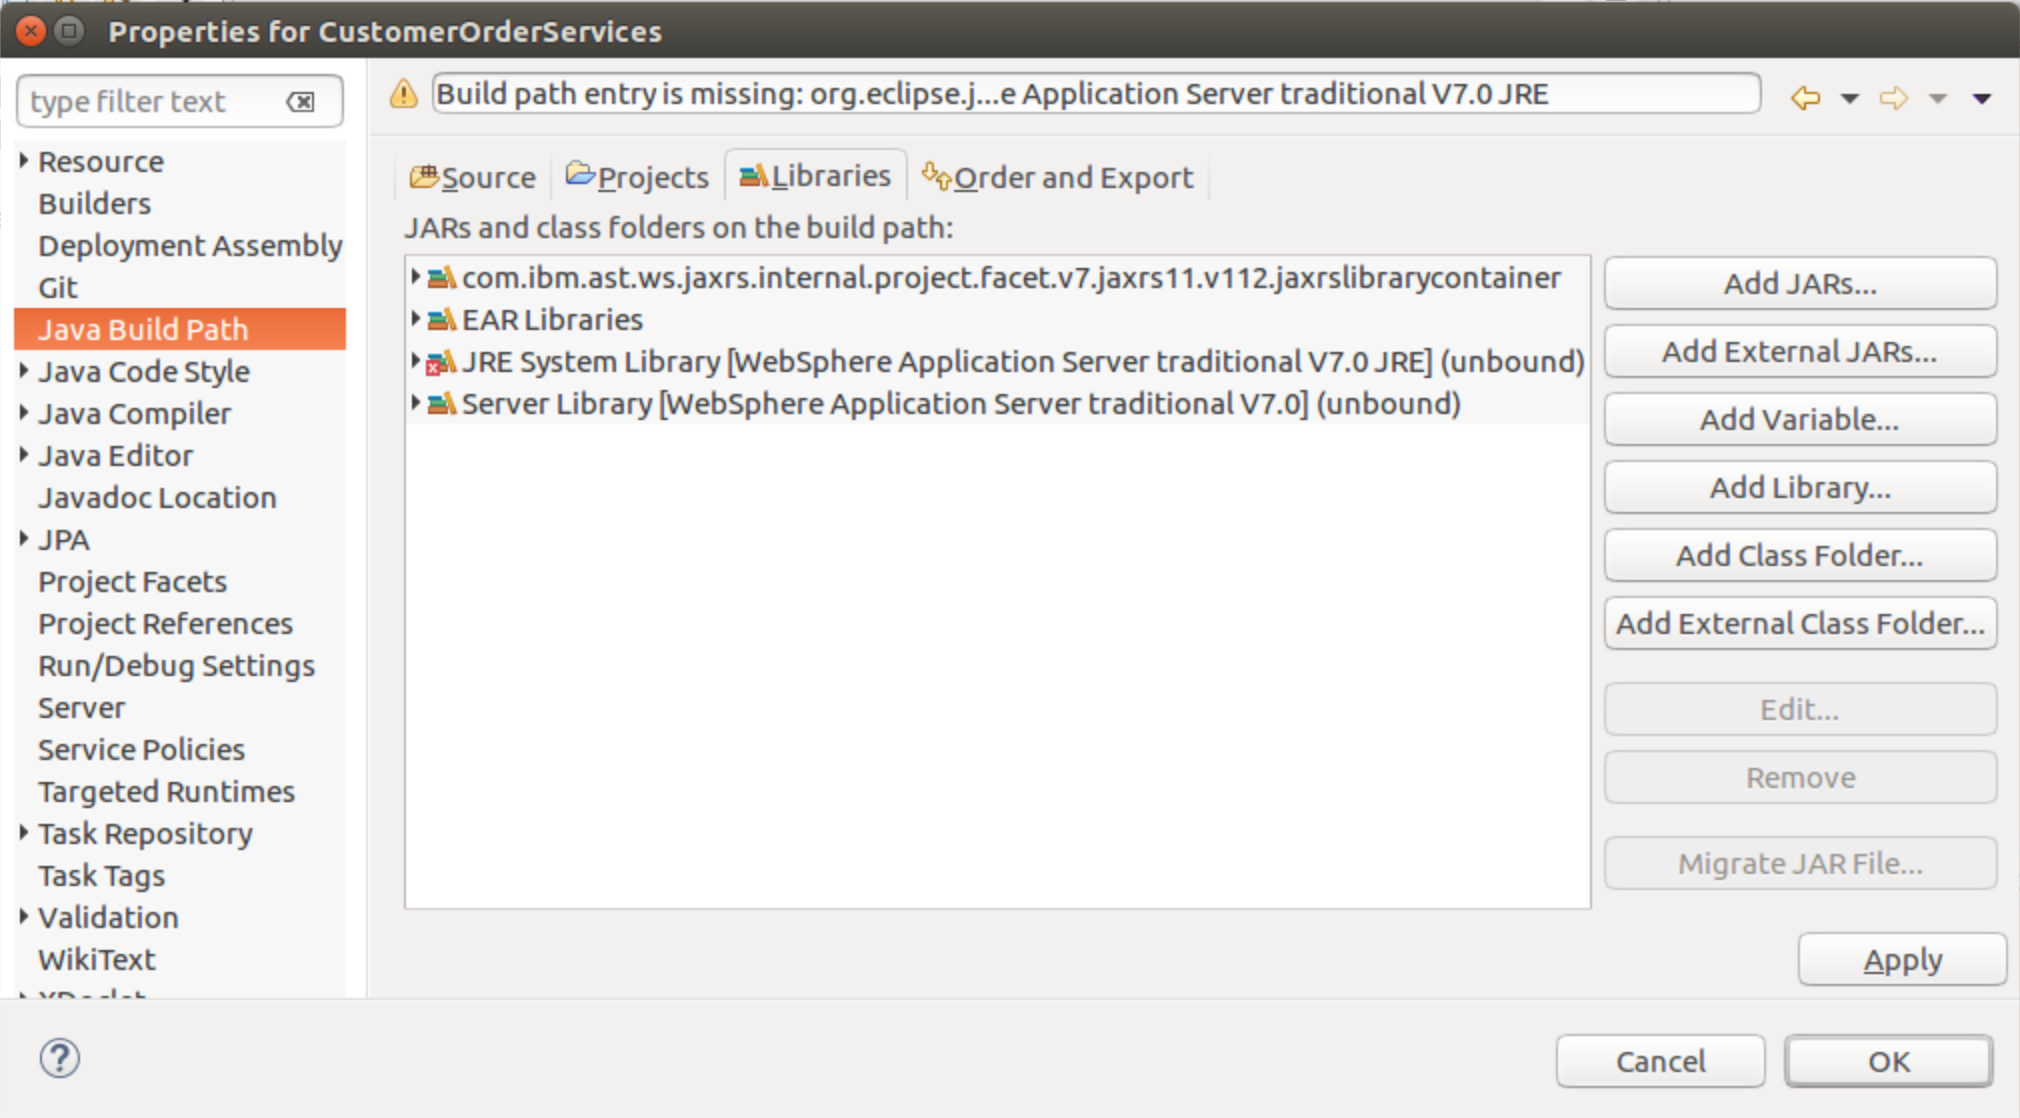 Properties for CustomerOrderServices
type filter text
Resource
Builders
Deployment Assembly
Git
Java Build Path
Java Code Style
Java Compiler
Java Editor
Javadoc Location
JPA
Project Facets
Project References
Run/Debug Settings
Server
Service Policies
Targeted Runtimes
Task Repository
Task Tags
Validation
WikiText
Build path entry is missing: org.eclipse.j...e Application Server traditional V7.0 JRE
Source Projects Libraries Order and Export
JARs and class folders on the build path:
com.ibm.ast.ws.jaxrs.internal.project.facet.v7.jaxrs11.v112.jaxrslibrarycontainer
EAR Libraries
JRE System Library [WebSphere Application Server traditional V7.0 JRE] (unbound)
Server Library [WebSphere Application Server traditional V7.0] (unbound)
Add JARs...
Add External JARs...
Add Variable...
Add Library...
Add Class Folder...
Add External Class Folder...
Edit...
Remove
Migrate JAR File...
Apply
?
Cancel OK